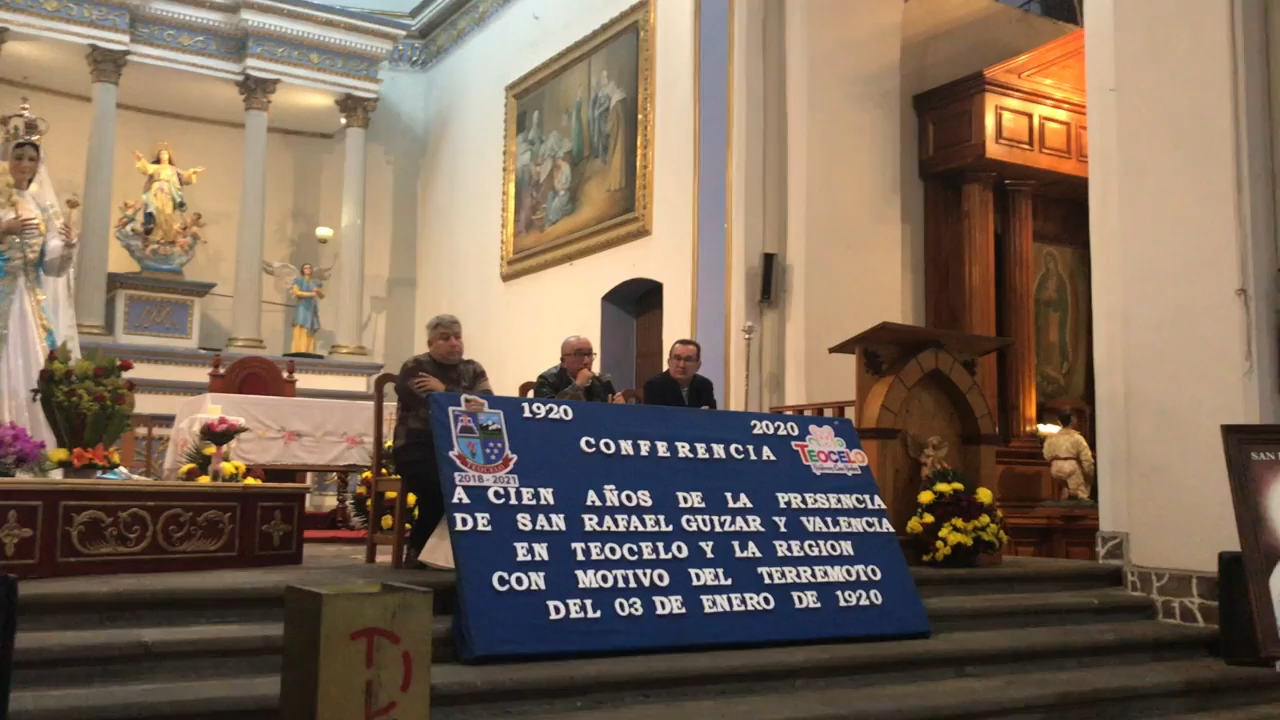 1920
2020
CONFERENCIA
TEOCELO
2018 - 2021
TEOCELO
A CIEN AÑOS DE LA PRESENCIA
DE SAN RAFAEL GUIZAR Y VALENCIA
EN TEOCELO Y LA REGION
CON MOTIVO DEL TERREMOTO
DEL 03 DE ENERO DE 1920
SAN